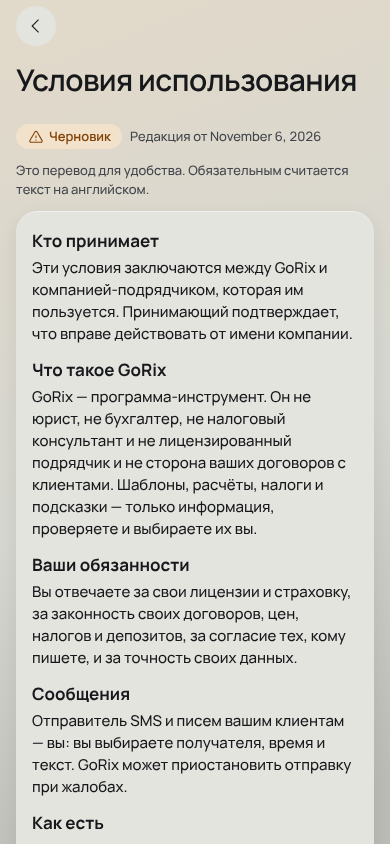 Условия использования
Черновик
Редакция от November 6, 2026
Это перевод для удобства. Обязательным считается
текст на английском.
Кто принимает
Эти условия заключаются между GoRix и
компанией-подрядчиком, которая им
пользуется. Принимающий подтверждает,
что вправе действовать от имени компании.
Что такое GoRix
GoRix — программа-инструмент. Он не
юрист, не бухгалтер, не налоговый
консультант и не лицензированный
подрядчик и не сторона ваших договоров с
клиентами. Шаблоны, расчёты, налоги и
подсказки — только информация,
проверяете и выбираете их вы.
Ваши обязанности
Вы отвечаете за свои лицензии и страховку,
за законность своих договоров, цен,
налогов и депозитов, за согласие тех, кому
пишете, и за точность своих данных.
Сообщения
Отправитель SMS и писем вашим клиентам
— вы: вы выбираете получателя, время и
текст. GoRix может приостановить отправку
при жалобах.
Как есть